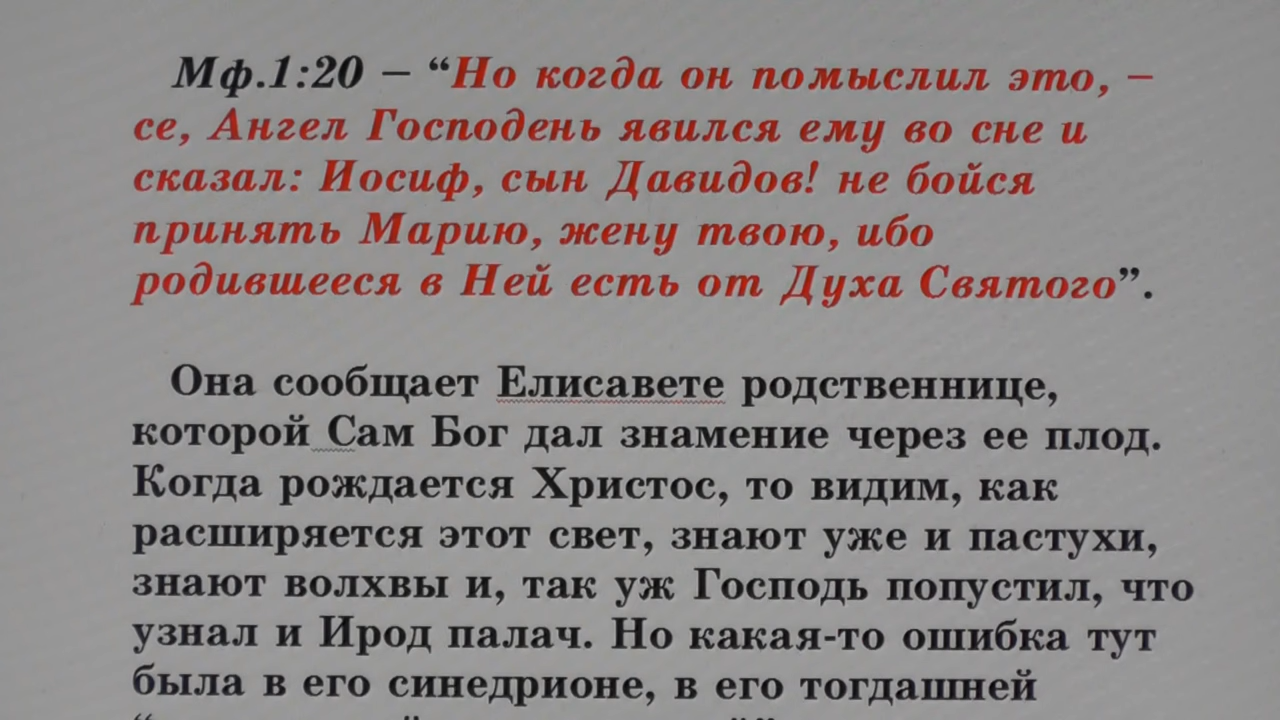 Мф.1:20 – “Но когда он помыслил это, –
се, Ангел Господень явился ему во сне и
сказал: Иосиф, сын Давидов! не бойся
принять Марию, жену твою, ибо
родившееся в Ней есть от Духа Святого”.
Она сообщает Елисавете родственнице,
которой Сам Бог дал знамение через ее плод.
Когда рождается Христос, то видим, как
расширяется этот свет, знают уже и пастухи,
знают волхвы и, так уж Господь попустил, что
узнал и Ирод палач. Но какая-то ошибка тут
была в его синедрионе, в его тогдашней